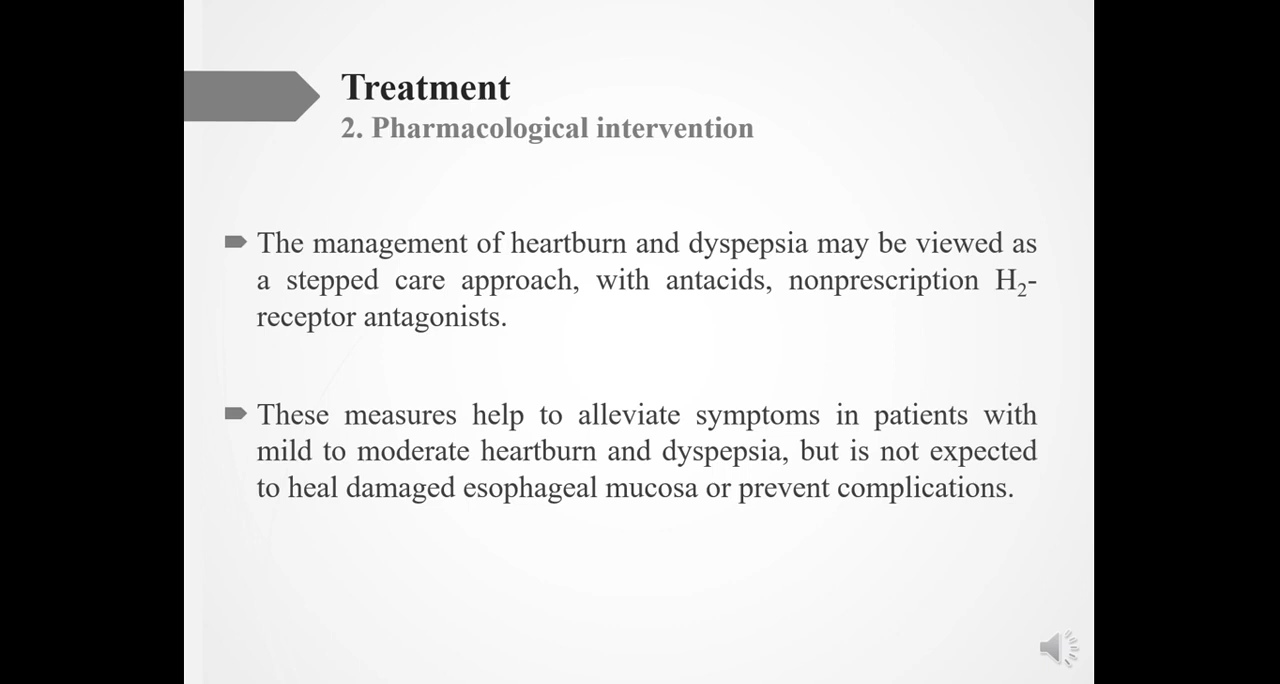 Treatment
2. Pharmacological intervention
The management of heartburn and dyspepsia may be viewed as
a stepped care approach, with antacids, nonprescription H₂-
receptor antagonists.
These measures help to alleviate symptoms in patients with
mild to moderate heartburn and dyspepsia, but is not expected
to heal damaged esophageal mucosa or prevent complications.